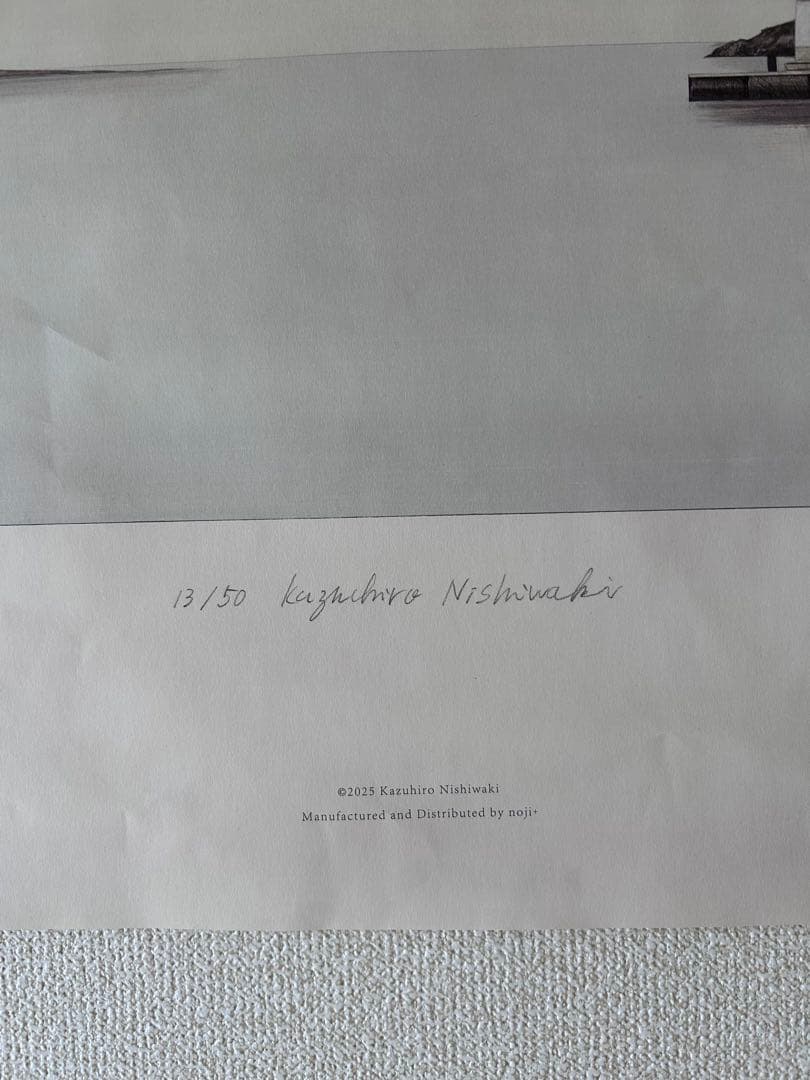 13/50 Kazuhiro Nishiwaki
©2025 Kazuhiro Nishiwaki
Manufactured and Distributed by noji+